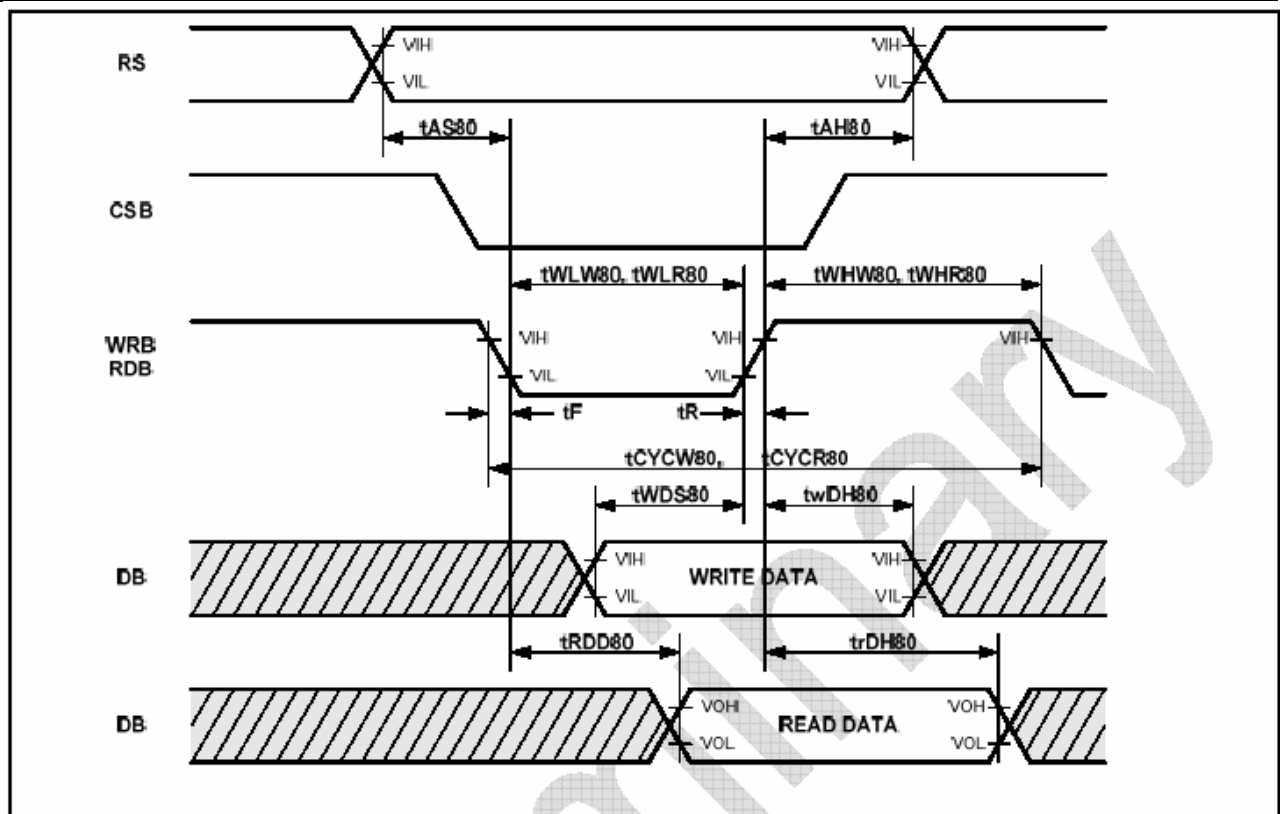 RS
VIH
VIH
VIL
VIL
tAS80
tAH80
CSB
tWLW80, tWLR80
tWHW80, tWHR80
WRB
RDB
VIH
VIH
VIH
VIL
VIL
tF
tR
tCYCW80, tCYCR80
tWDS80
twDH80
DB
VIH
WRITE DATA
VIH
VIL
VIL
tRDD80
trDH80
DB
VOH
READ DATA
VOH
VOL
VOL
minary